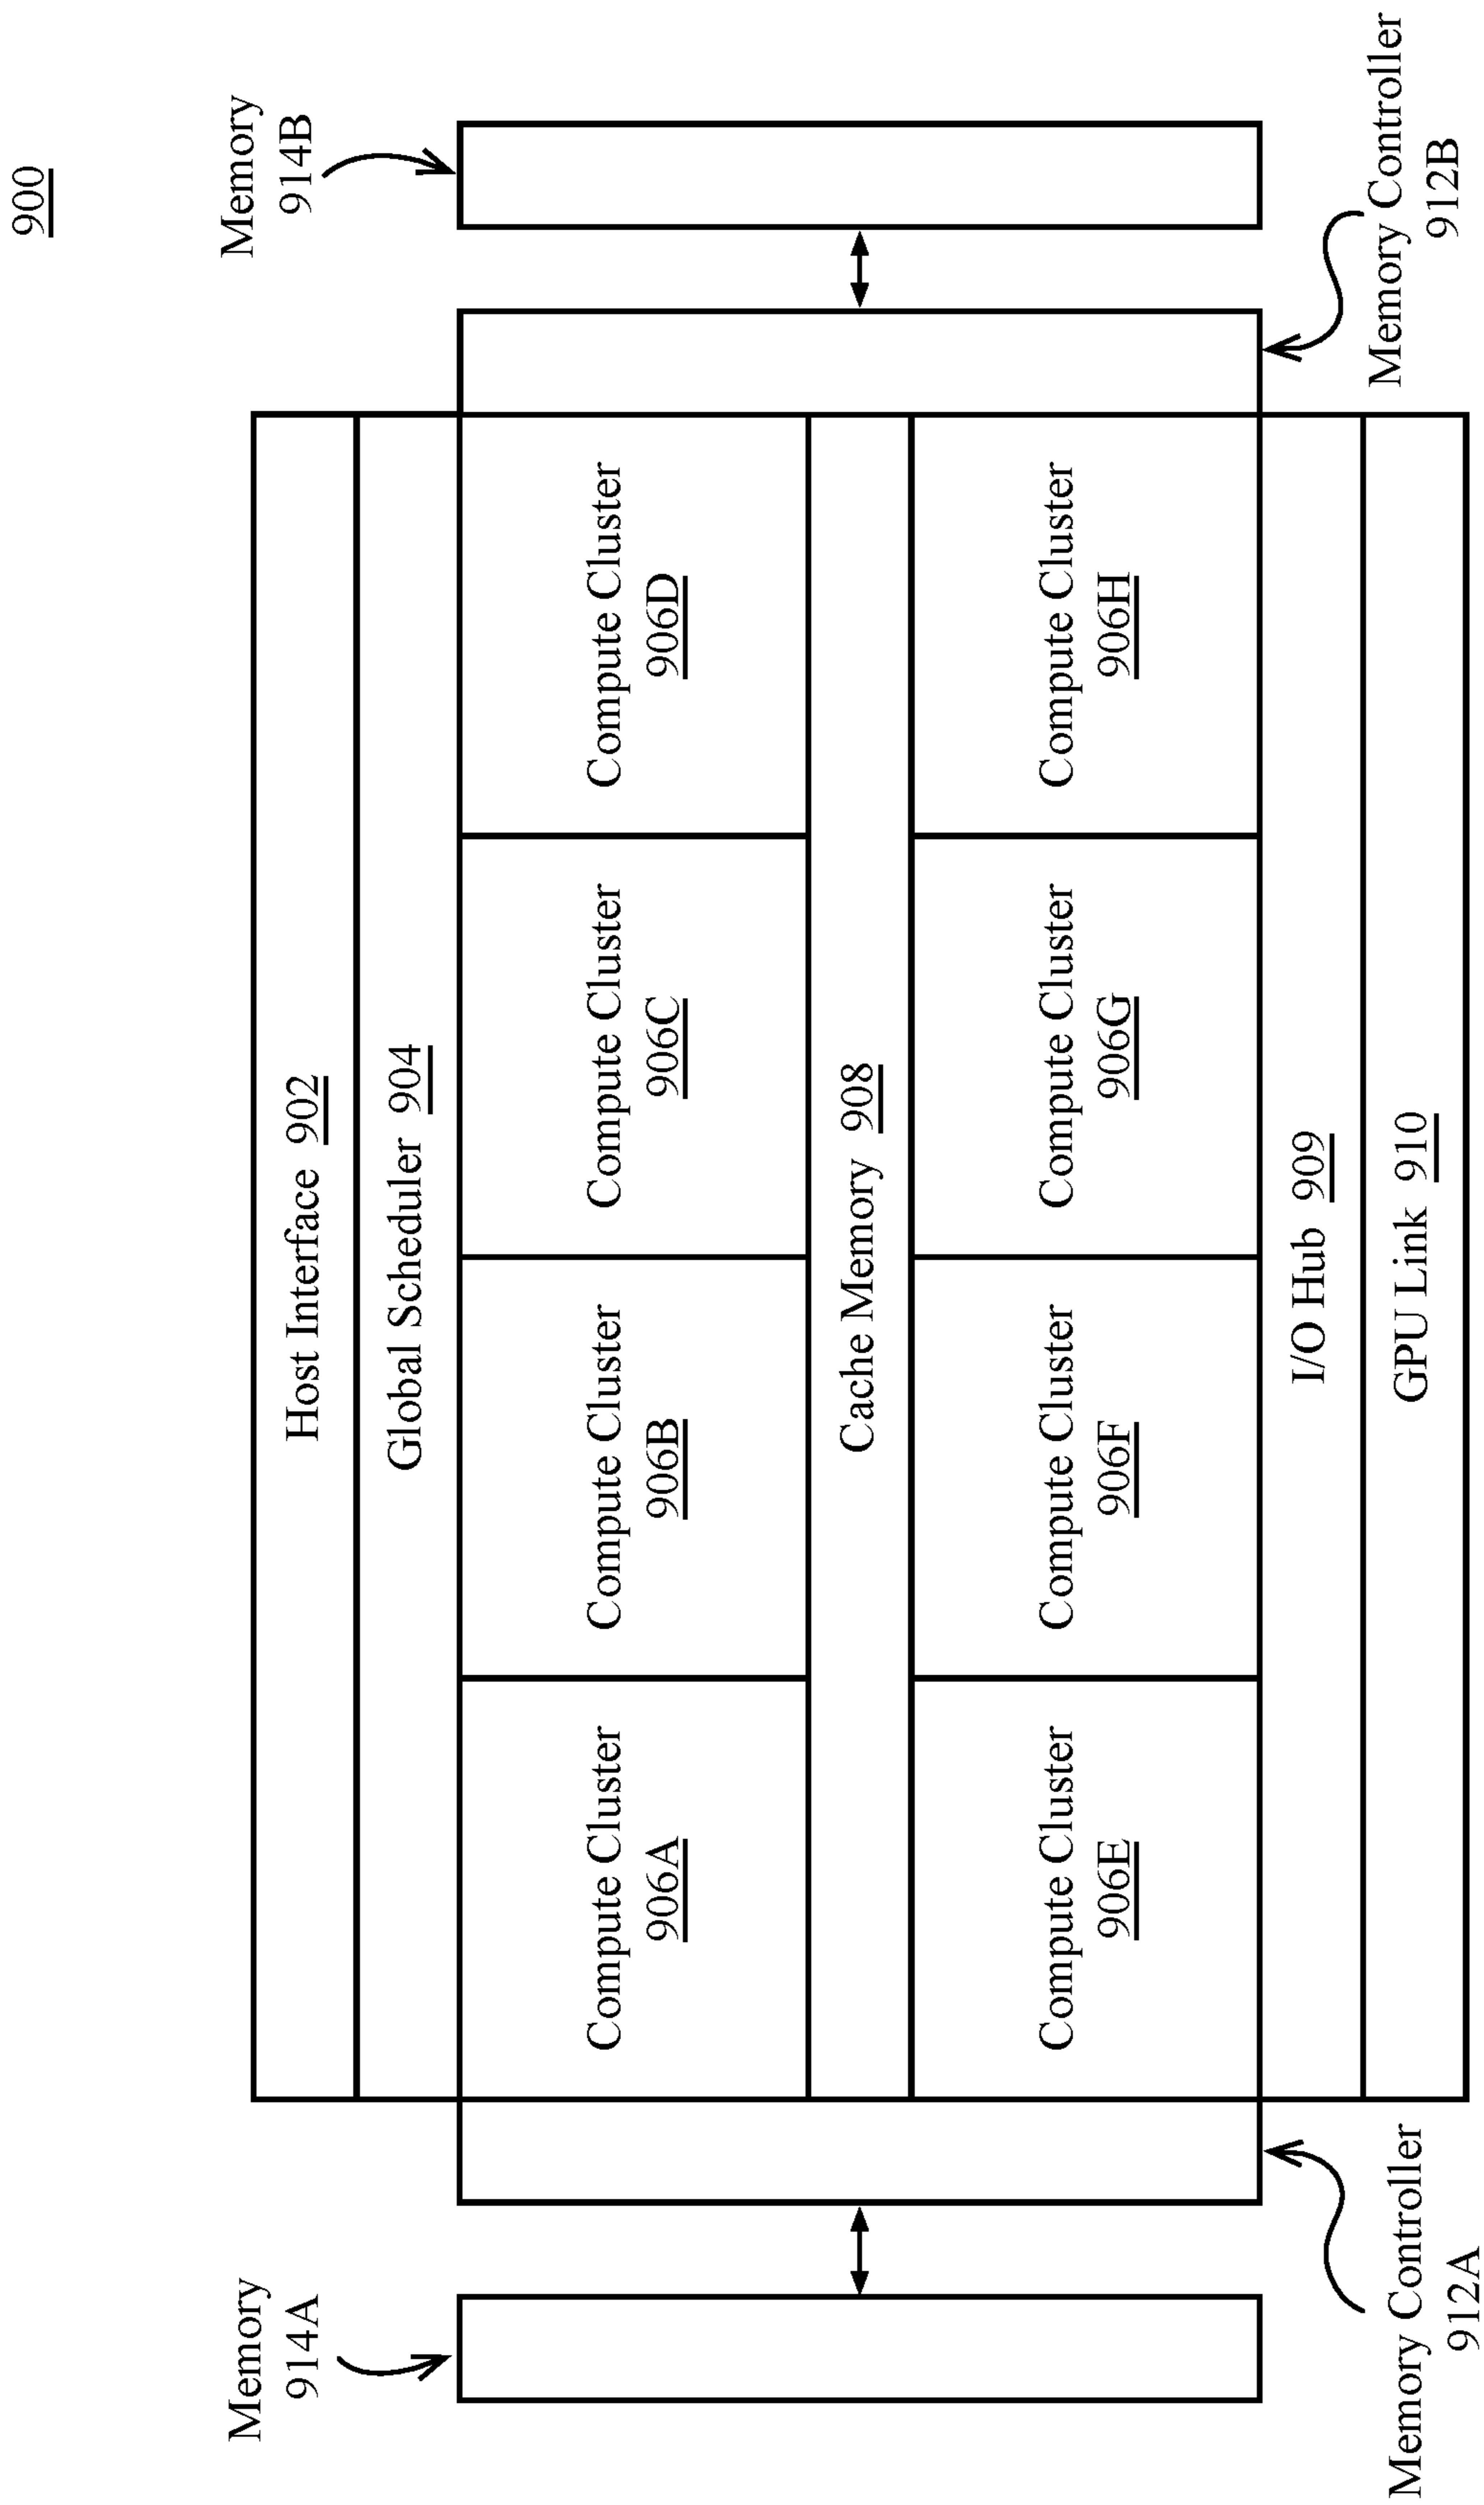 900
Memory
914A
Memory
914B
Host Interface 902
Global Scheduler 904
Compute Cluster
906A
Compute Cluster
906B
Compute Cluster
906C
Compute Cluster
906D
Cache Memory 908
Compute Cluster
906E
Compute Cluster
906F
Compute Cluster
906G
Compute Cluster
906H
I/O Hub 909
GPU Link 910
Memory Controller
912A
Memory Controller
912B